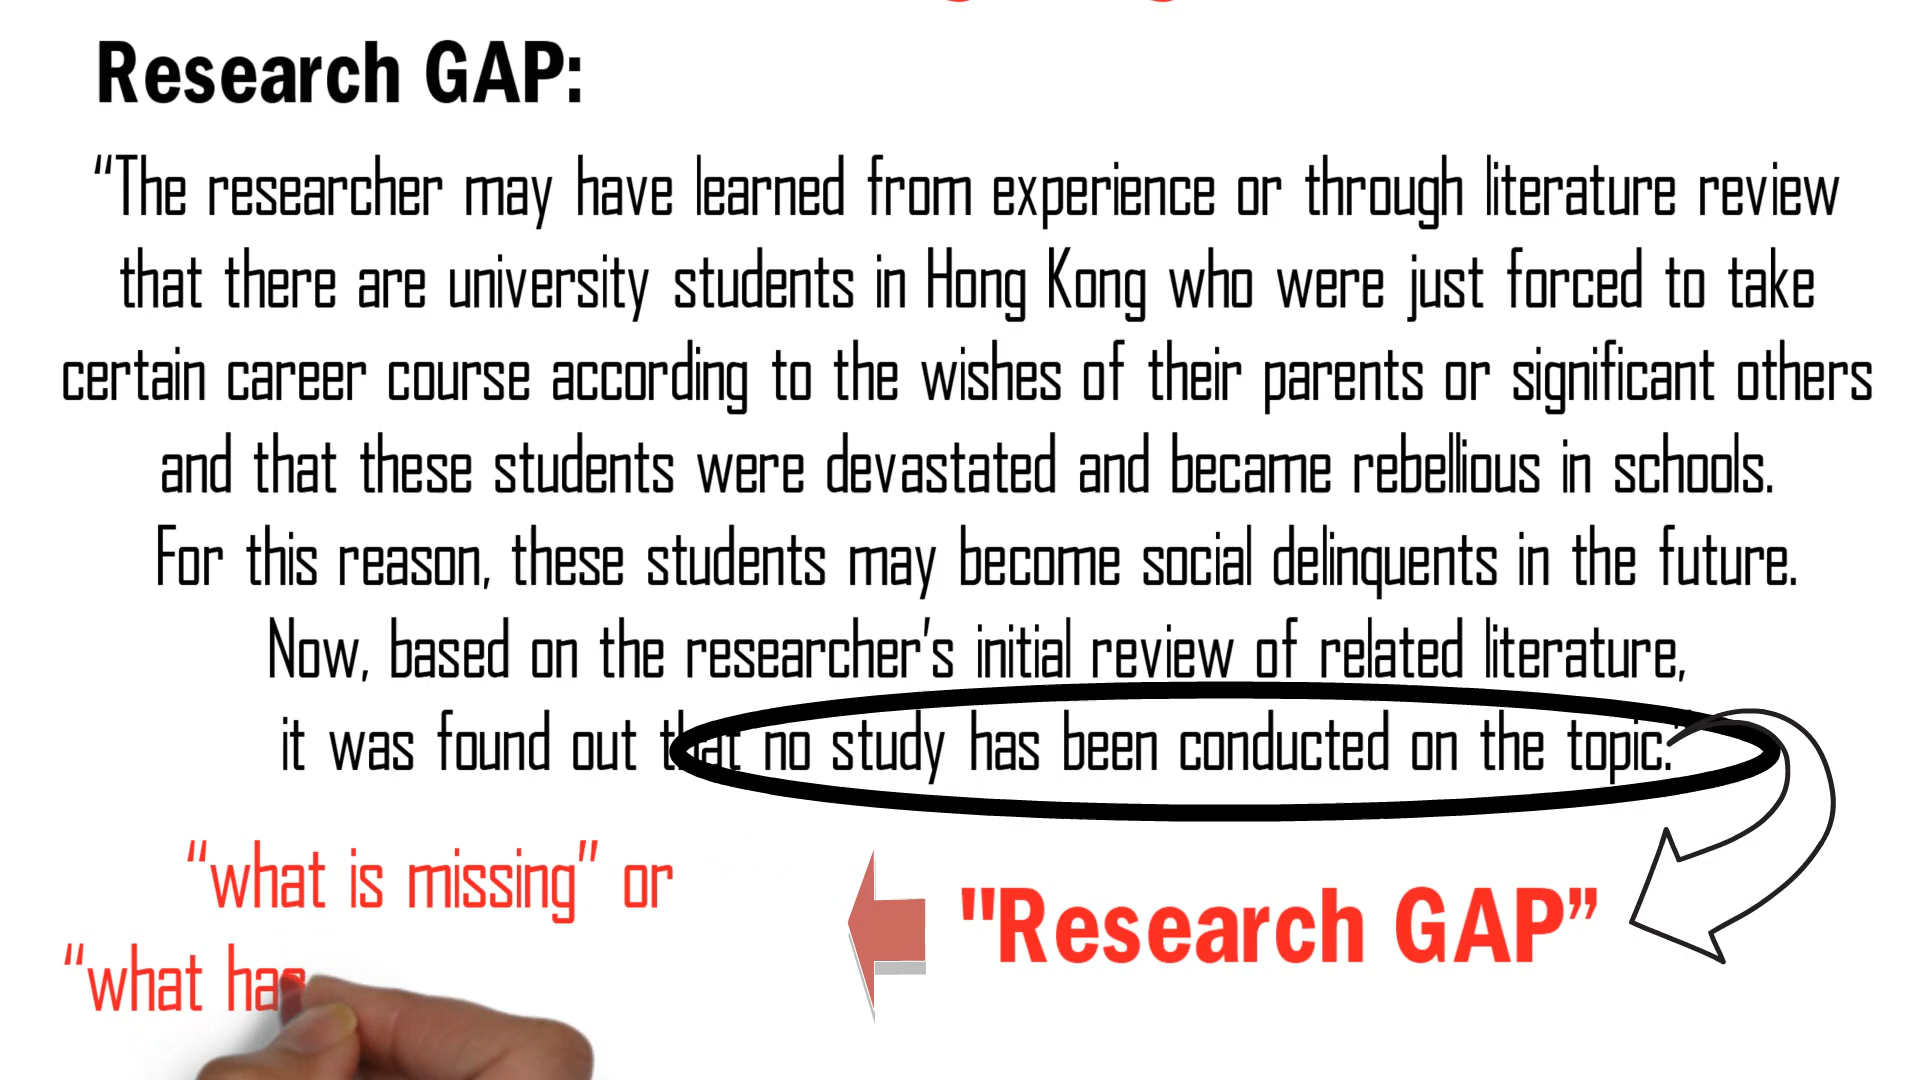 Research GAP:
“The researcher may have learned from experience or through literature review
that there are university students in Hong Kong who were just forced to take
certain career course according to the wishes of their parents or significant others
and that these students were devastated and became rebellious in schools.
For this reason, these students may become social delinquents in the future.
Now, based on the researcher's initial review of related literature,
it was found out that no study has been conducted on the topic.”
"Research GAP”
“what is missing” or
“what has